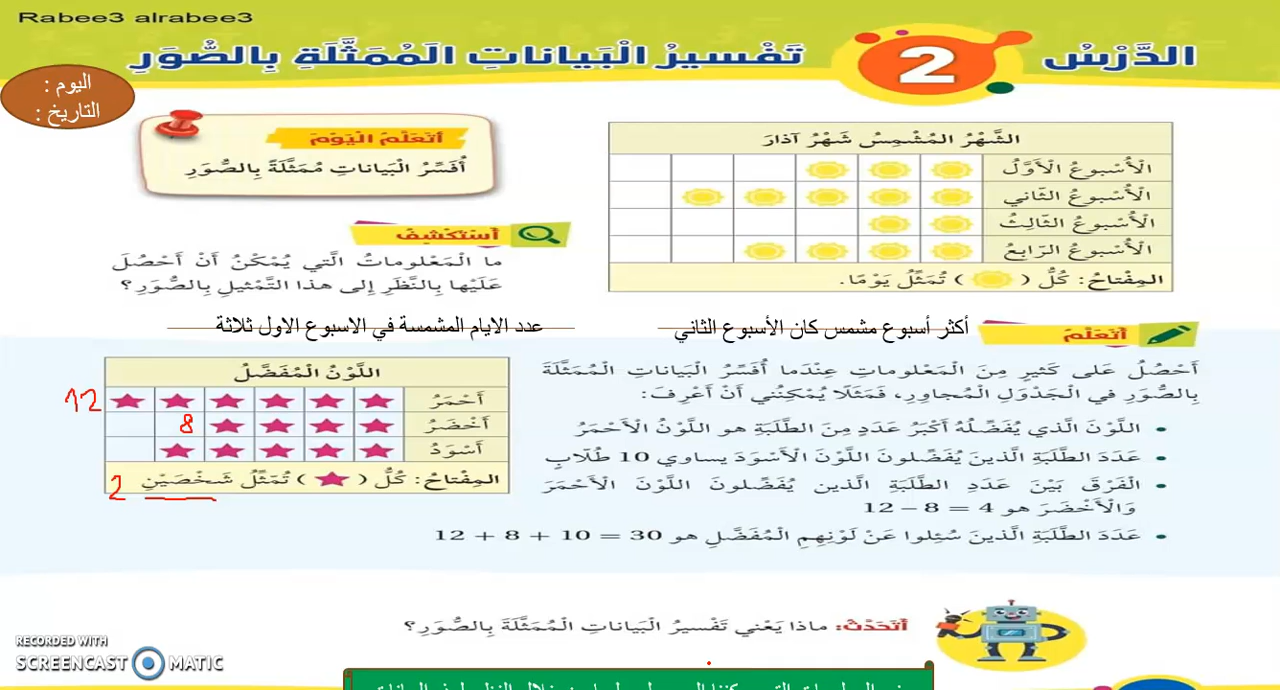 Rabee3 alrabee3
الدَّرْسُ 2 تَفْسيرُ الْبَياناتِ الْمُمَثَّلَةِ بِالصُّوَرِ
اليوم :
التاريخ :
أَتَعَلَّمُ الْيَوْمَ
أُفَسِّرُ الْبَياناتِ مُمَثَّلَةً بِالصُّوَرِ
الشَّهْرُ الْمُشْمِسُ شَهْرُ آذارَ
الْأُسْبوعُ الْأَوَّلُ
الْأُسْبوعُ الثّاني
الْأُسْبوعُ الثّالِثُ
الْأُسْبوعُ الرّابِعُ
الْمِفْتاحُ: كُلُّ ( ) تُمَثِّلُ يَوْمًا.
أَسْتَكْشِفُ
ما الْمَعْلوماتُ الَّتي يُمْكِنُ أَنْ أَحْصُلَ
عَلَيْها بِالنَّظَرِ إِلى هذا التَّمْثيلِ بِالصُّوَرِ؟
أكثر أسبوع مشمس كان الأسبوع الثاني
عدد الايام المشمسة في الاسبوع الاول ثلاثة
أَتَعَلَّمُ
أَحْصُلُ عَلى كَثيرٍ مِنَ الْمَعْلوماتِ عِنْدَما أُفَسِّرُ الْبَياناتِ الْمُمَثَّلَةَ
بِالصُّوَرِ في الْجَدْوَلِ الْمُجاوِرِ، فَمَثَلًا يُمْكِنُني أَنْ أَعْرِفَ:
• اللَّوْنَ الَّذي يُفَضِّلُهُ أَكْبَرُ عَدَدٍ مِنَ الطَّلَبَةِ هو اللَّوْنُ الْأَحْمَرُ
• عَدَدَ الطَّلَبَةِ الَّذينَ يُفَضِّلونَ اللَّوْنَ الْأَسْوَدَ يساوي 10 طُلّابٍ
• الْفَرْقَ بَيْنَ عَدَدِ الطَّلَبَةِ الَّذين يُفَضِّلونَ اللَّوْنَ الْأَحْمَرَ
وَالْأَخْضَرَ هو 4 = 8 – 12
• عَدَدَ الطَّلَبَةِ الَّذينَ سُئِلوا عَنْ لَوْنِهِمِ الْمُفَضَّلِ هو 30 = 10 + 8 + 12
اللَّوْنُ الْمُفَضَّلُ
أَحْمَرُ 12
أَخْضَرُ 8
أَسْوَدُ
الْمِفْتاحُ: كُلُّ ( ) تُمَثِّلُ شَخْصَيْنِ 2
أَتَحَدَّثُ: ماذا يَعْني تَفْسيرُ الْبَياناتِ الْمُمَثَّلَةَ بِالصُّوَرِ؟
RECORDED WITH
SCREENCAST MATIC